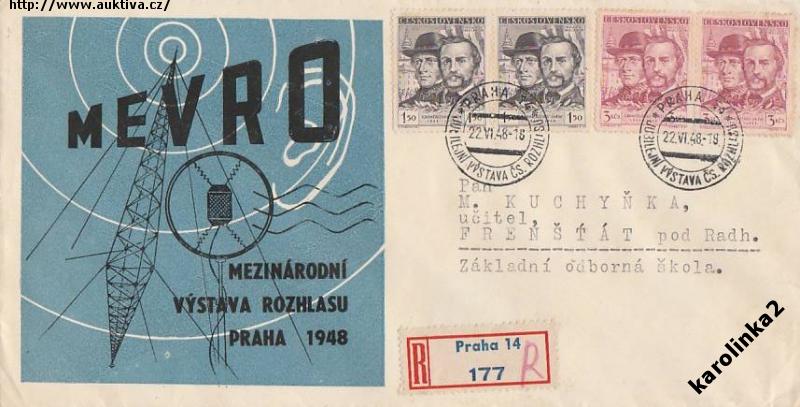 http://www.auktiva.cz/
MEVRO
MEZINÁRODNÍ
VÝSTAVA ROZHLASU
PRAHA 1948
ČESKOSLOVENSKO
1.50
ČESKOSLOVENSKO
1.50
ČESKOSLOVENSKO
3 KČS
ČESKOSLOVENSKO
3 KČS
PRAHA
22.VI.48-18
JUBILEJNÍ VÝSTAVA ČS. ROZHLASU
PRAHA
22.VI.48-18
JUBILEJNÍ VÝSTAVA ČS. ROZHLASU
Pan
M. KUCHYŇKA,
učitel,
FRENŠTÁT pod Radh.
Základní odborná škola.
R
Praha 14
177
R
karolinka2